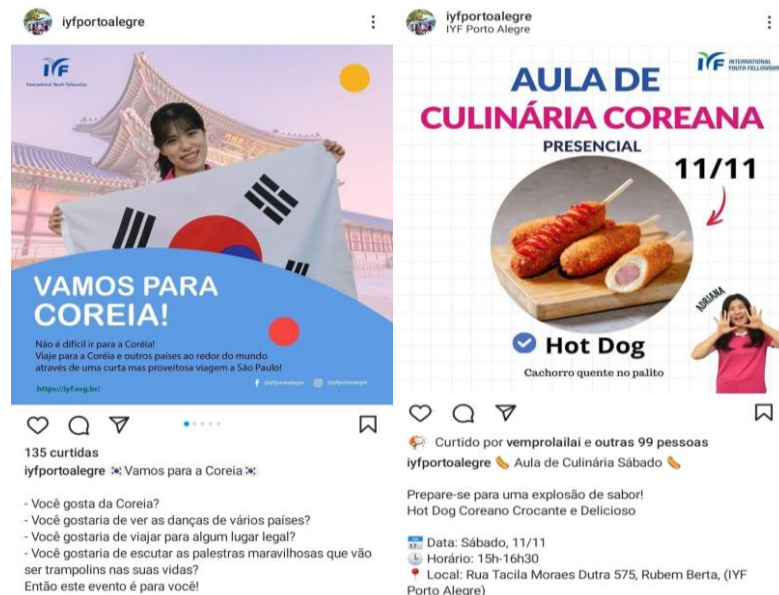 iyfportoalegre
IYF
International Youth Fellowship
VAMOS PARA
COREIA!
Não é difícil ir para a Coréia!
Viaje para a Coréia e outros países ao redor do mundo
através de uma curta mas proveitosa viagem a São Paulo!
https://iyf.org.br/
@iyfportoalegre
@iyfportoalegre
135 curtidas
iyfportoalegre 🇰🇷Vamos para a Coreia🇰🇷
- Você gosta da Coreia?
- Você gostaria de ver as danças de vários países?
- Você gostaria de viajar para algum lugar legal?
- Você gostaria de escutar as palestras maravilhosas que vão
ser trampolins nas suas vidas?
Então este evento é para você!
iyfportoalegre
IYF Porto Alegre
IYF INTERNATIONAL
YOUTH FELLOWSHIP
AULA DE
CULINÁRIA COREANA
PRESENCIAL
11/11
ADRIANA
Hot Dog
Cachorro quente no palito
Curtido por vemprolailai e outras 99 pessoas
iyfportoalegre 🌭 Aula de Culinária Sábado 🌭
Prepare-se para uma explosão de sabor!
Hot Dog Coreano Crocante e Delicioso
📅 Data: Sábado, 11/11
🕒 Horário: 15h-16h30
📍 Local: Rua Tacila Moraes Dutra 575, Rubem Berta, (IYF
Porto Alegre)